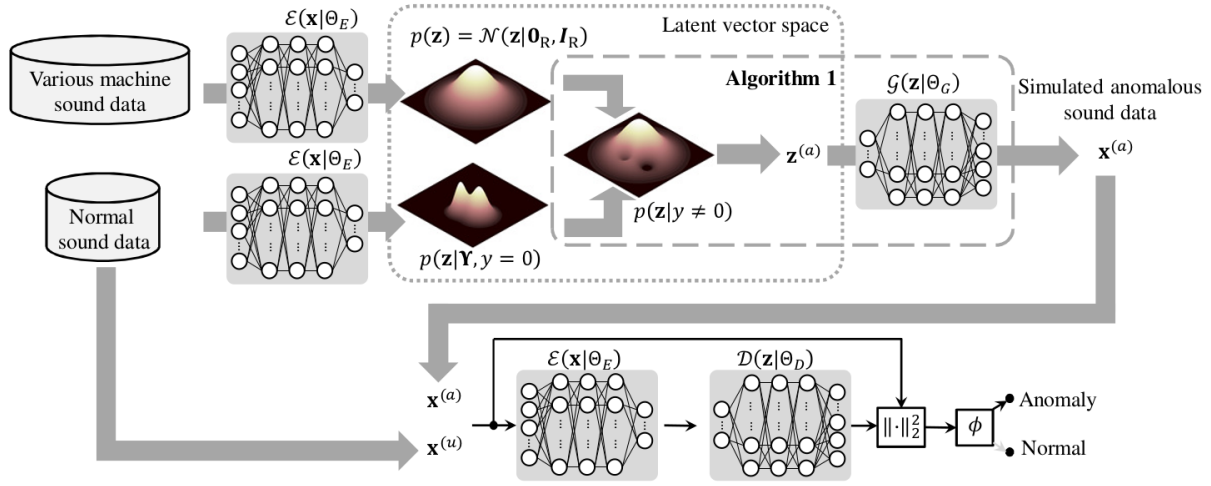 ℰ(𝐱|Θ_E)
Latent vector space
p(𝐳) = 𝒩(𝐳|𝟎_R, 𝑰_R)
Various machine
sound data
Algorithm 1
𝒢(𝐳|Θ_G)
Simulated anomalous
sound data
ℰ(𝐱|Θ_E)
𝐳^(a)
𝐱^(a)
Normal
sound data
p(𝐳|y ≠ 0)
p(𝐳|𝚼, y = 0)
ℰ(𝐱|Θ_E)
𝒟(𝐳|Θ_D)
𝐱^(a)
𝐱^(u)
‖·‖₂²
ϕ
Anomaly
Normal